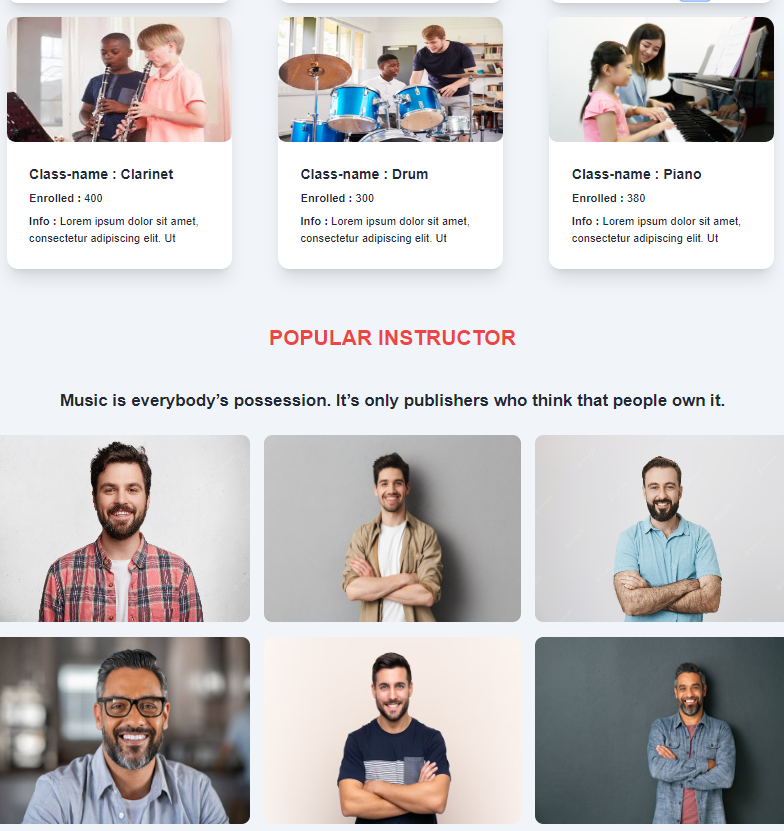 Class-name : Clarinet
Enrolled : 400
Info : Lorem ipsum dolor sit amet,
consectetur adipiscing elit. Ut
Class-name : Drum
Enrolled : 300
Info : Lorem ipsum dolor sit amet,
consectetur adipiscing elit. Ut
Class-name : Piano
Enrolled : 380
Info : Lorem ipsum dolor sit amet,
consectetur adipiscing elit. Ut
POPULAR INSTRUCTOR
Music is everybody’s possession. It’s only publishers who think that people own it.